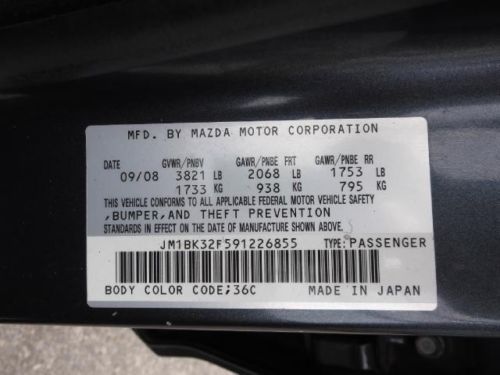 MFD. BY MAZDA MOTOR CORPORATION
DATE GVWR/PNBV GAWR/PNBE FRT GAWR/PNBE RR
09/08 3821 LB 2068 LB 1753 LB
1733 KG 938 KG 795 KG
THIS VEHICLE CONFORMS TO ALL APPLICABLE FEDERAL MOTOR VEHICLE SAFETY
,BUMPER,AND THEFT PREVENTION
STANDARDS IN EFFECT ON THE DATE OF MANUFACTURE SHOWN ABOVE.
JM1BK32F591226855 TYPE:PASSENGER
BODY COLOR CODE;36C MADE IN JAPAN